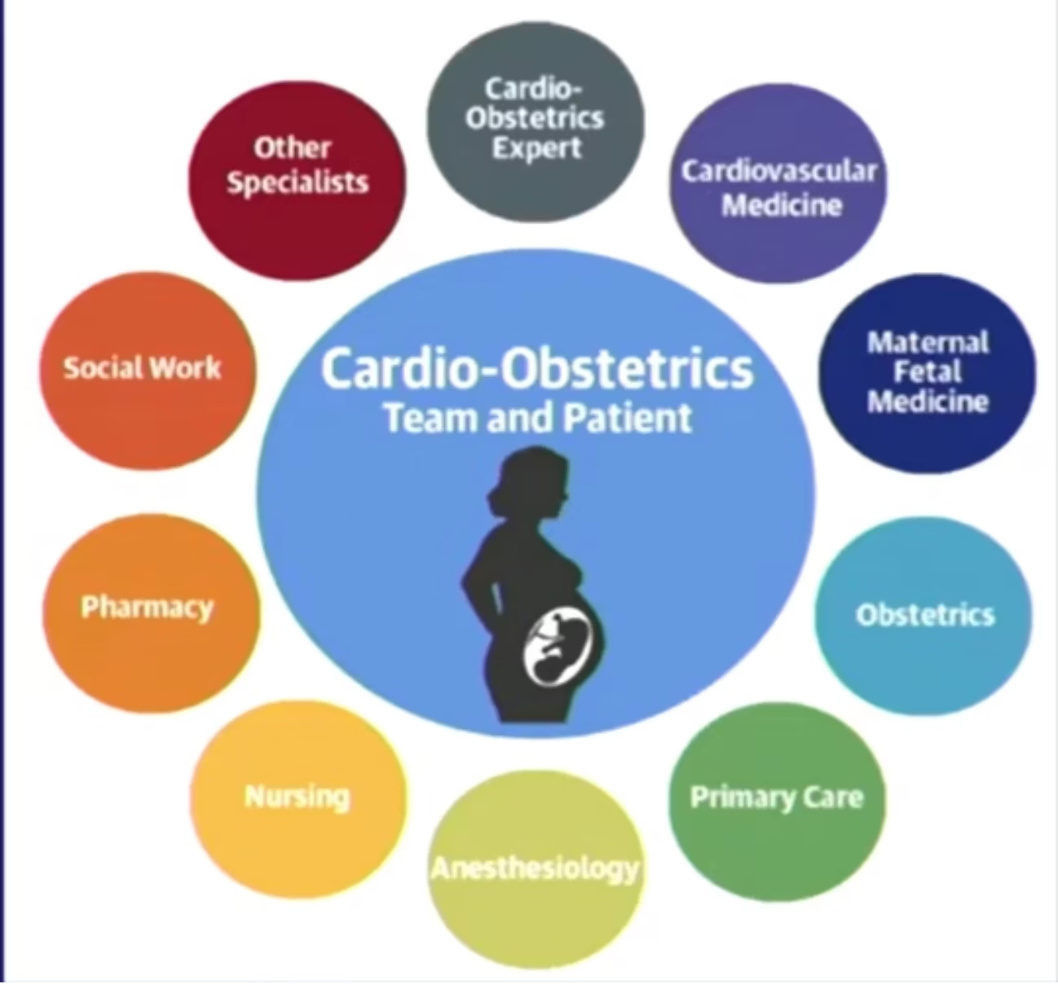 Cardio-
Obstetrics
Expert
Cardiovascular
Medicine
Maternal
Fetal
Medicine
Obstetrics
Primary Care
Anesthesiology
Nursing
Pharmacy
Social Work
Other
Specialists
Cardio-Obstetrics
Team and Patient